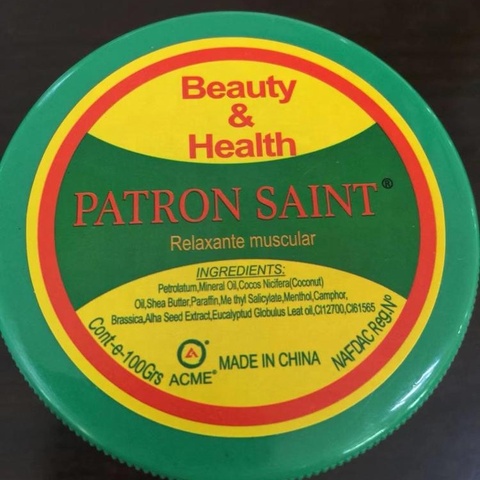 Beauty
&
Health
PATRON SAINT®
Relaxante muscular
INGREDIENTS:
Petrolatum,Mineral Oil,Cocos Nicifera(Coconut)
Oil,Shea Butter,Paraffin,Me thyl Salicylate,Menthol,Camphor,
Brassica,Alha Seed Extract,Eucalyptud Globulus Leat oil,CI12700,CI61565
Cont-e-100Grs
ACME®
MADE IN CHINA
NAFDAC Reg.Nº